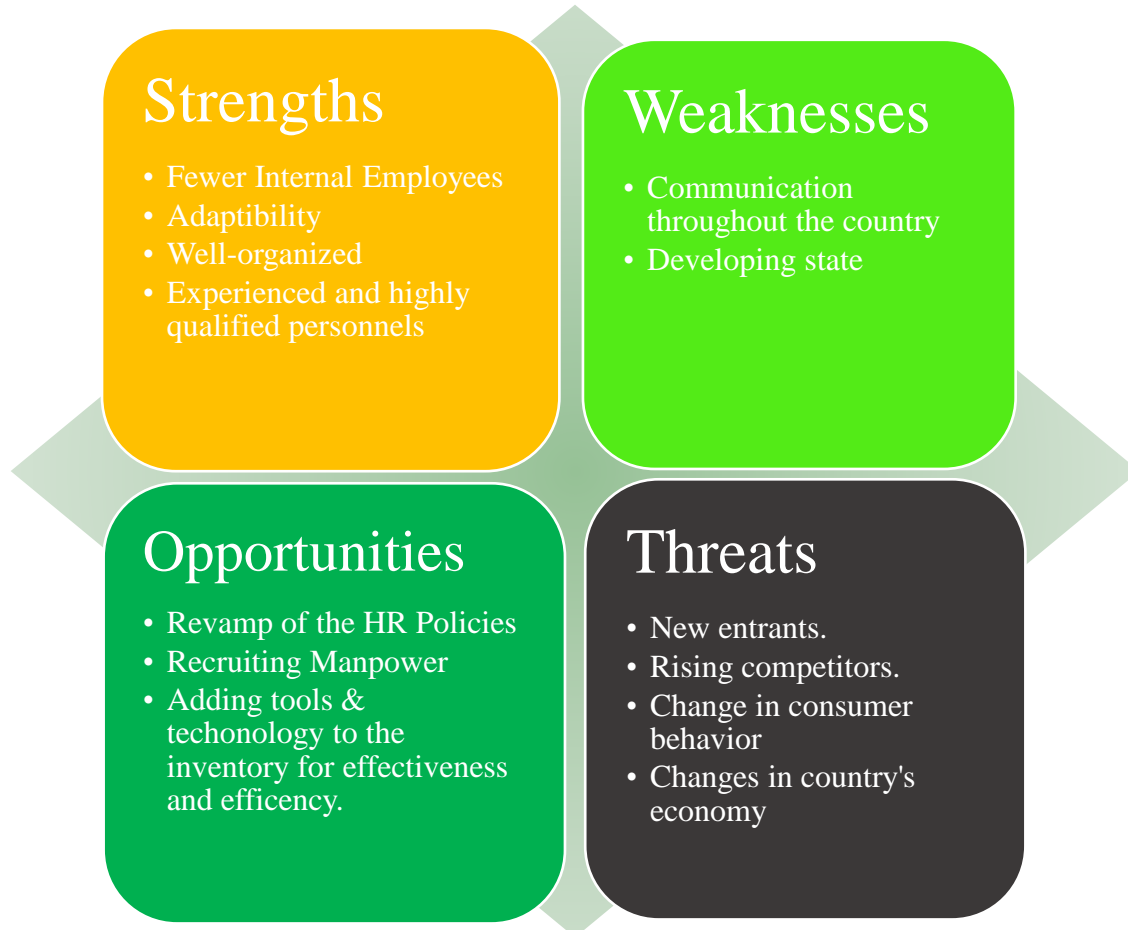 Strengths
• Fewer Internal Employees
• Adaptibility
• Well-organized
• Experienced and highly
qualified personnels
Weaknesses
• Communication
throughout the country
• Developing state
Opportunities
• Revamp of the HR Policies
• Recruiting Manpower
• Adding tools &
techonology to the
inventory for effectiveness
and efficency.
Threats
• New entrants.
• Rising competitors.
• Change in consumer
behavior
• Changes in country's
economy